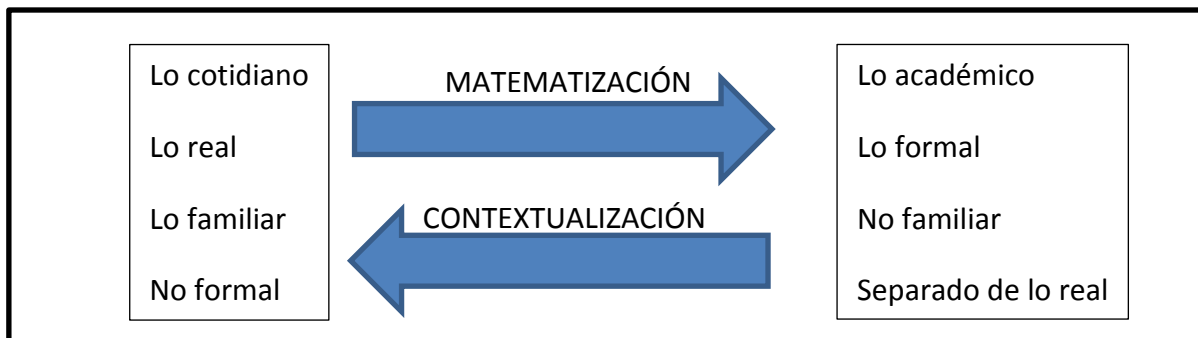 Lo cotidiano
Lo real
Lo familiar
No formal
MATEMATIZACIÓN
CONTEXTUALIZACIÓN
Lo académico
Lo formal
No familiar
Separado de lo real